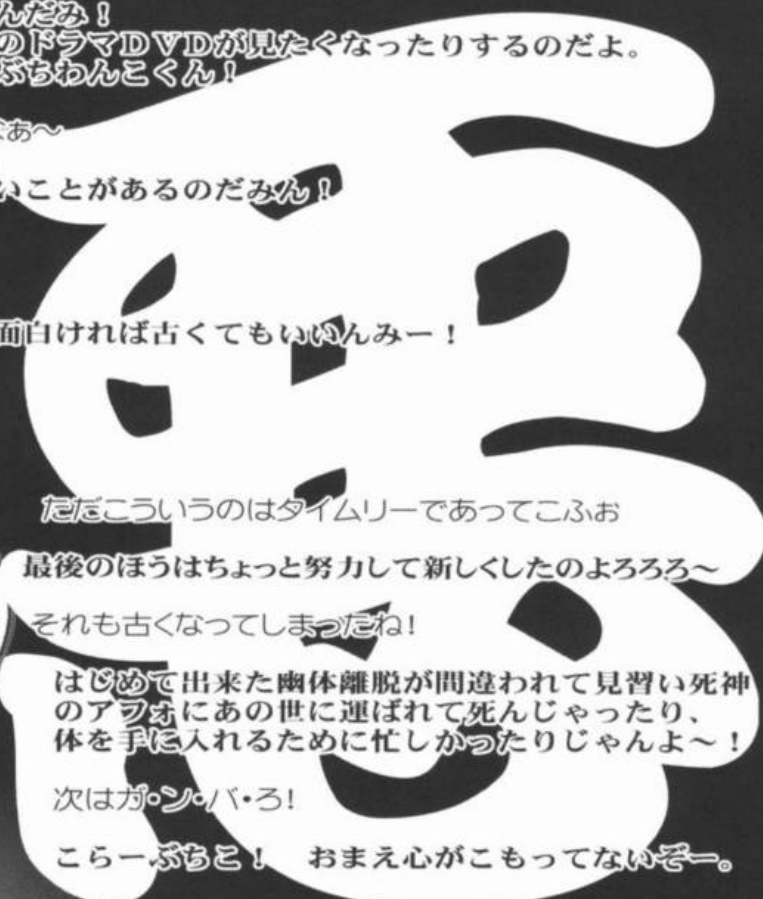 んだみ！
のドラマDVDが見たくなったりするのだよ。
ぶちわんこくん！
なぁ〜
いことがあるのだみん！
面白ければ古くてもいいんみー！
ただこういうのはタイムリーであってこふぉ
最後のほうはちょっと努力して新しくしたのよろろろ〜
それも古くなってしまったね！
はじめて出来た幽体離脱が間違われて見習い死神
のアフォにあの世に運ばれて死んじゃったり、
体を手に入れるために忙しかったりじゃんよ〜！
次はガ・ン・バ・ろ！
こらーぶちこ！　おまえ心がこもってないぞー。